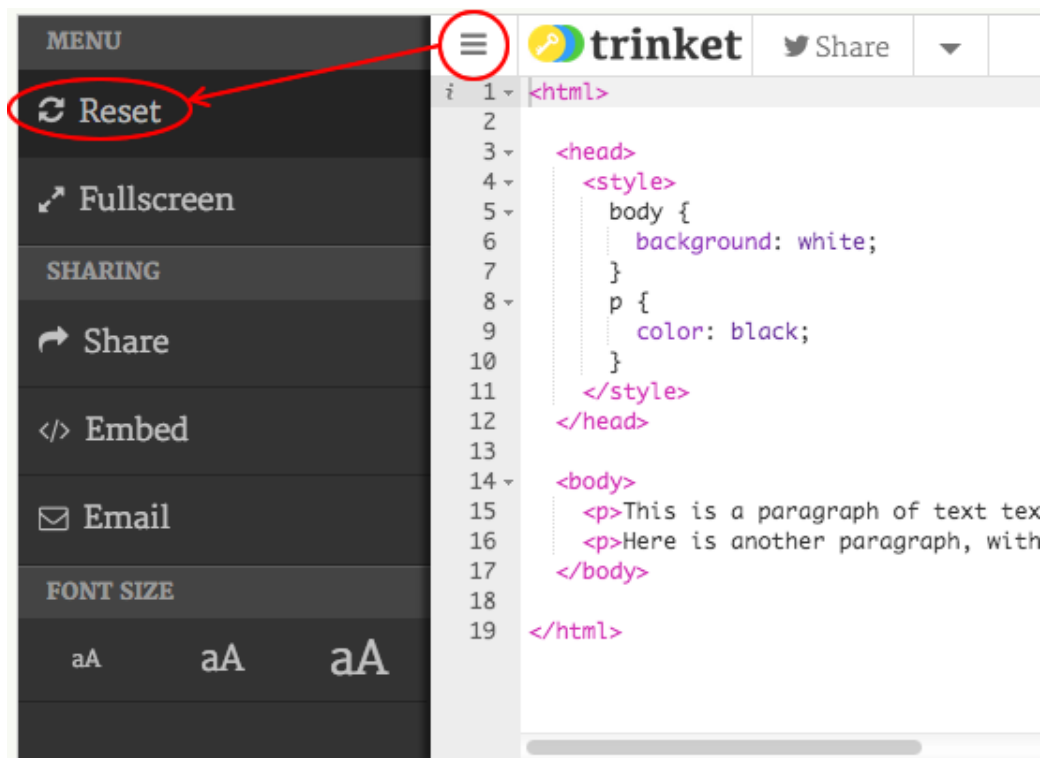 MENU
Reset
Fullscreen
SHARING
Share
</> Embed
Email
FONT SIZE
aA aA aA
trinket Share
i 1 <html>
2
3 <head>
4 <style>
5 body {
6 background: white;
7 }
8 p {
9 color: black;
10 }
11 </style>
12 </head>
13
14 <body>
15 <p>This is a paragraph of text tex
16 <p>Here is another paragraph, with
17 </body>
18
19 </html>